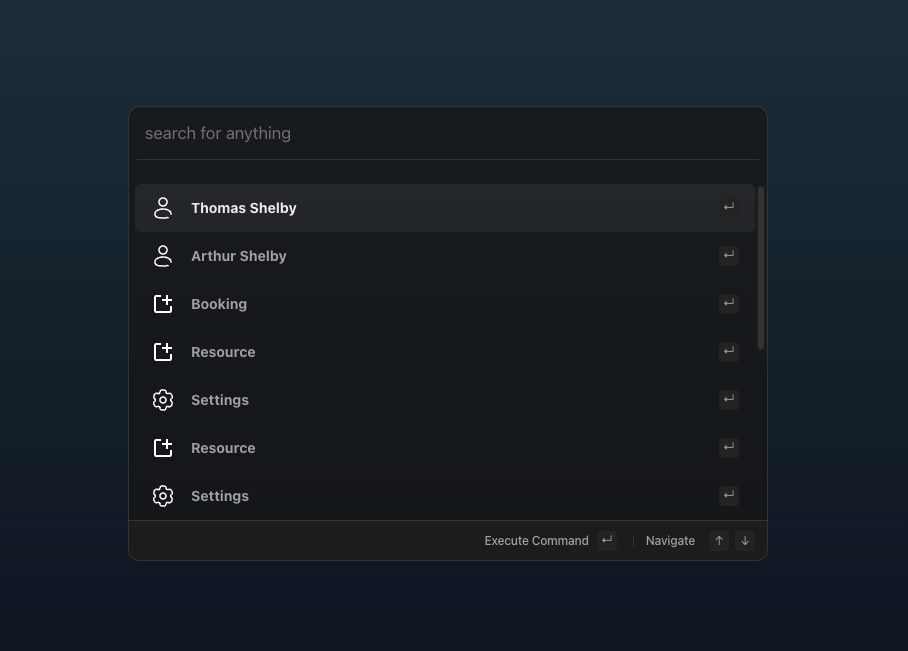 search for anything
Thomas Shelby
Arthur Shelby
Booking
Resource
Settings
Resource
Settings
Execute Command ↵ | Navigate ↑ ↓